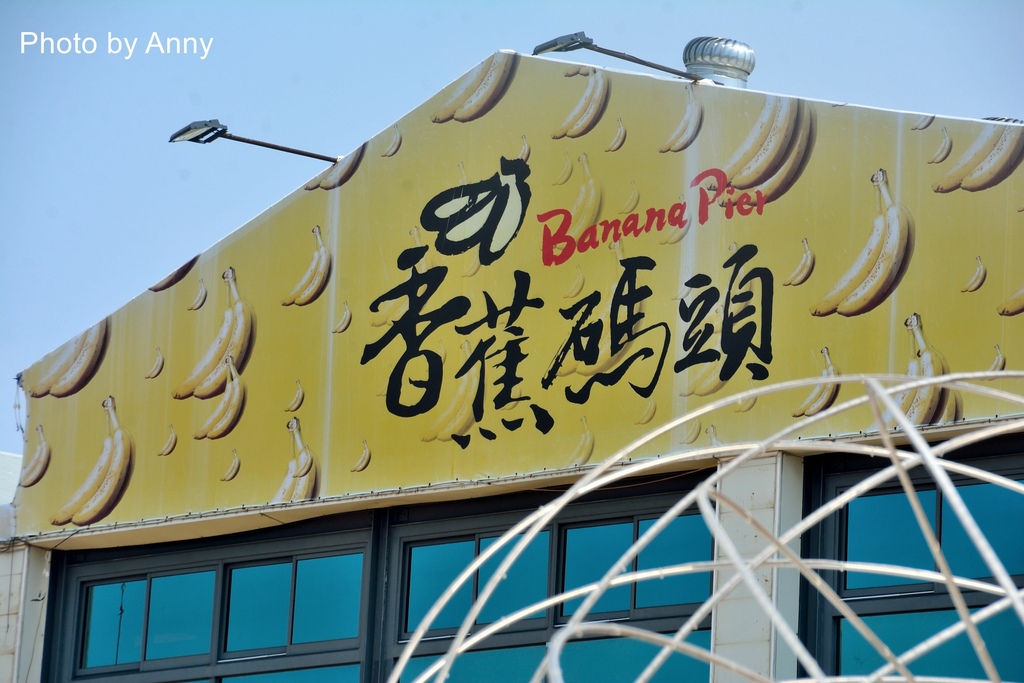 Photo by Anny
Banana Pier
香蕉碼頭